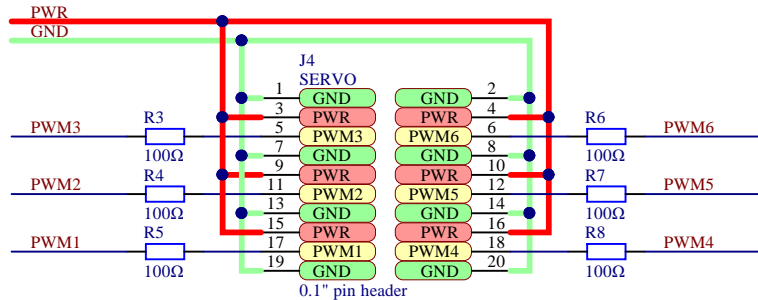 PWR
GND
J4
SERVO
1 GND GND 2
3 PWR PWR 4
PWM3 R3 5 PWM3 PWM6 6 R6 PWM6
100Ω 7 GND GND 8 100Ω
9 PWR PWR 10
PWM2 R4 11 PWM2 PWM5 12 R7 PWM5
100Ω 13 GND GND 14 100Ω
15 PWR PWR 16
PWM1 R5 17 PWM1 PWM4 18 R8 PWM4
100Ω 19 GND GND 20 100Ω
0.1" pin header